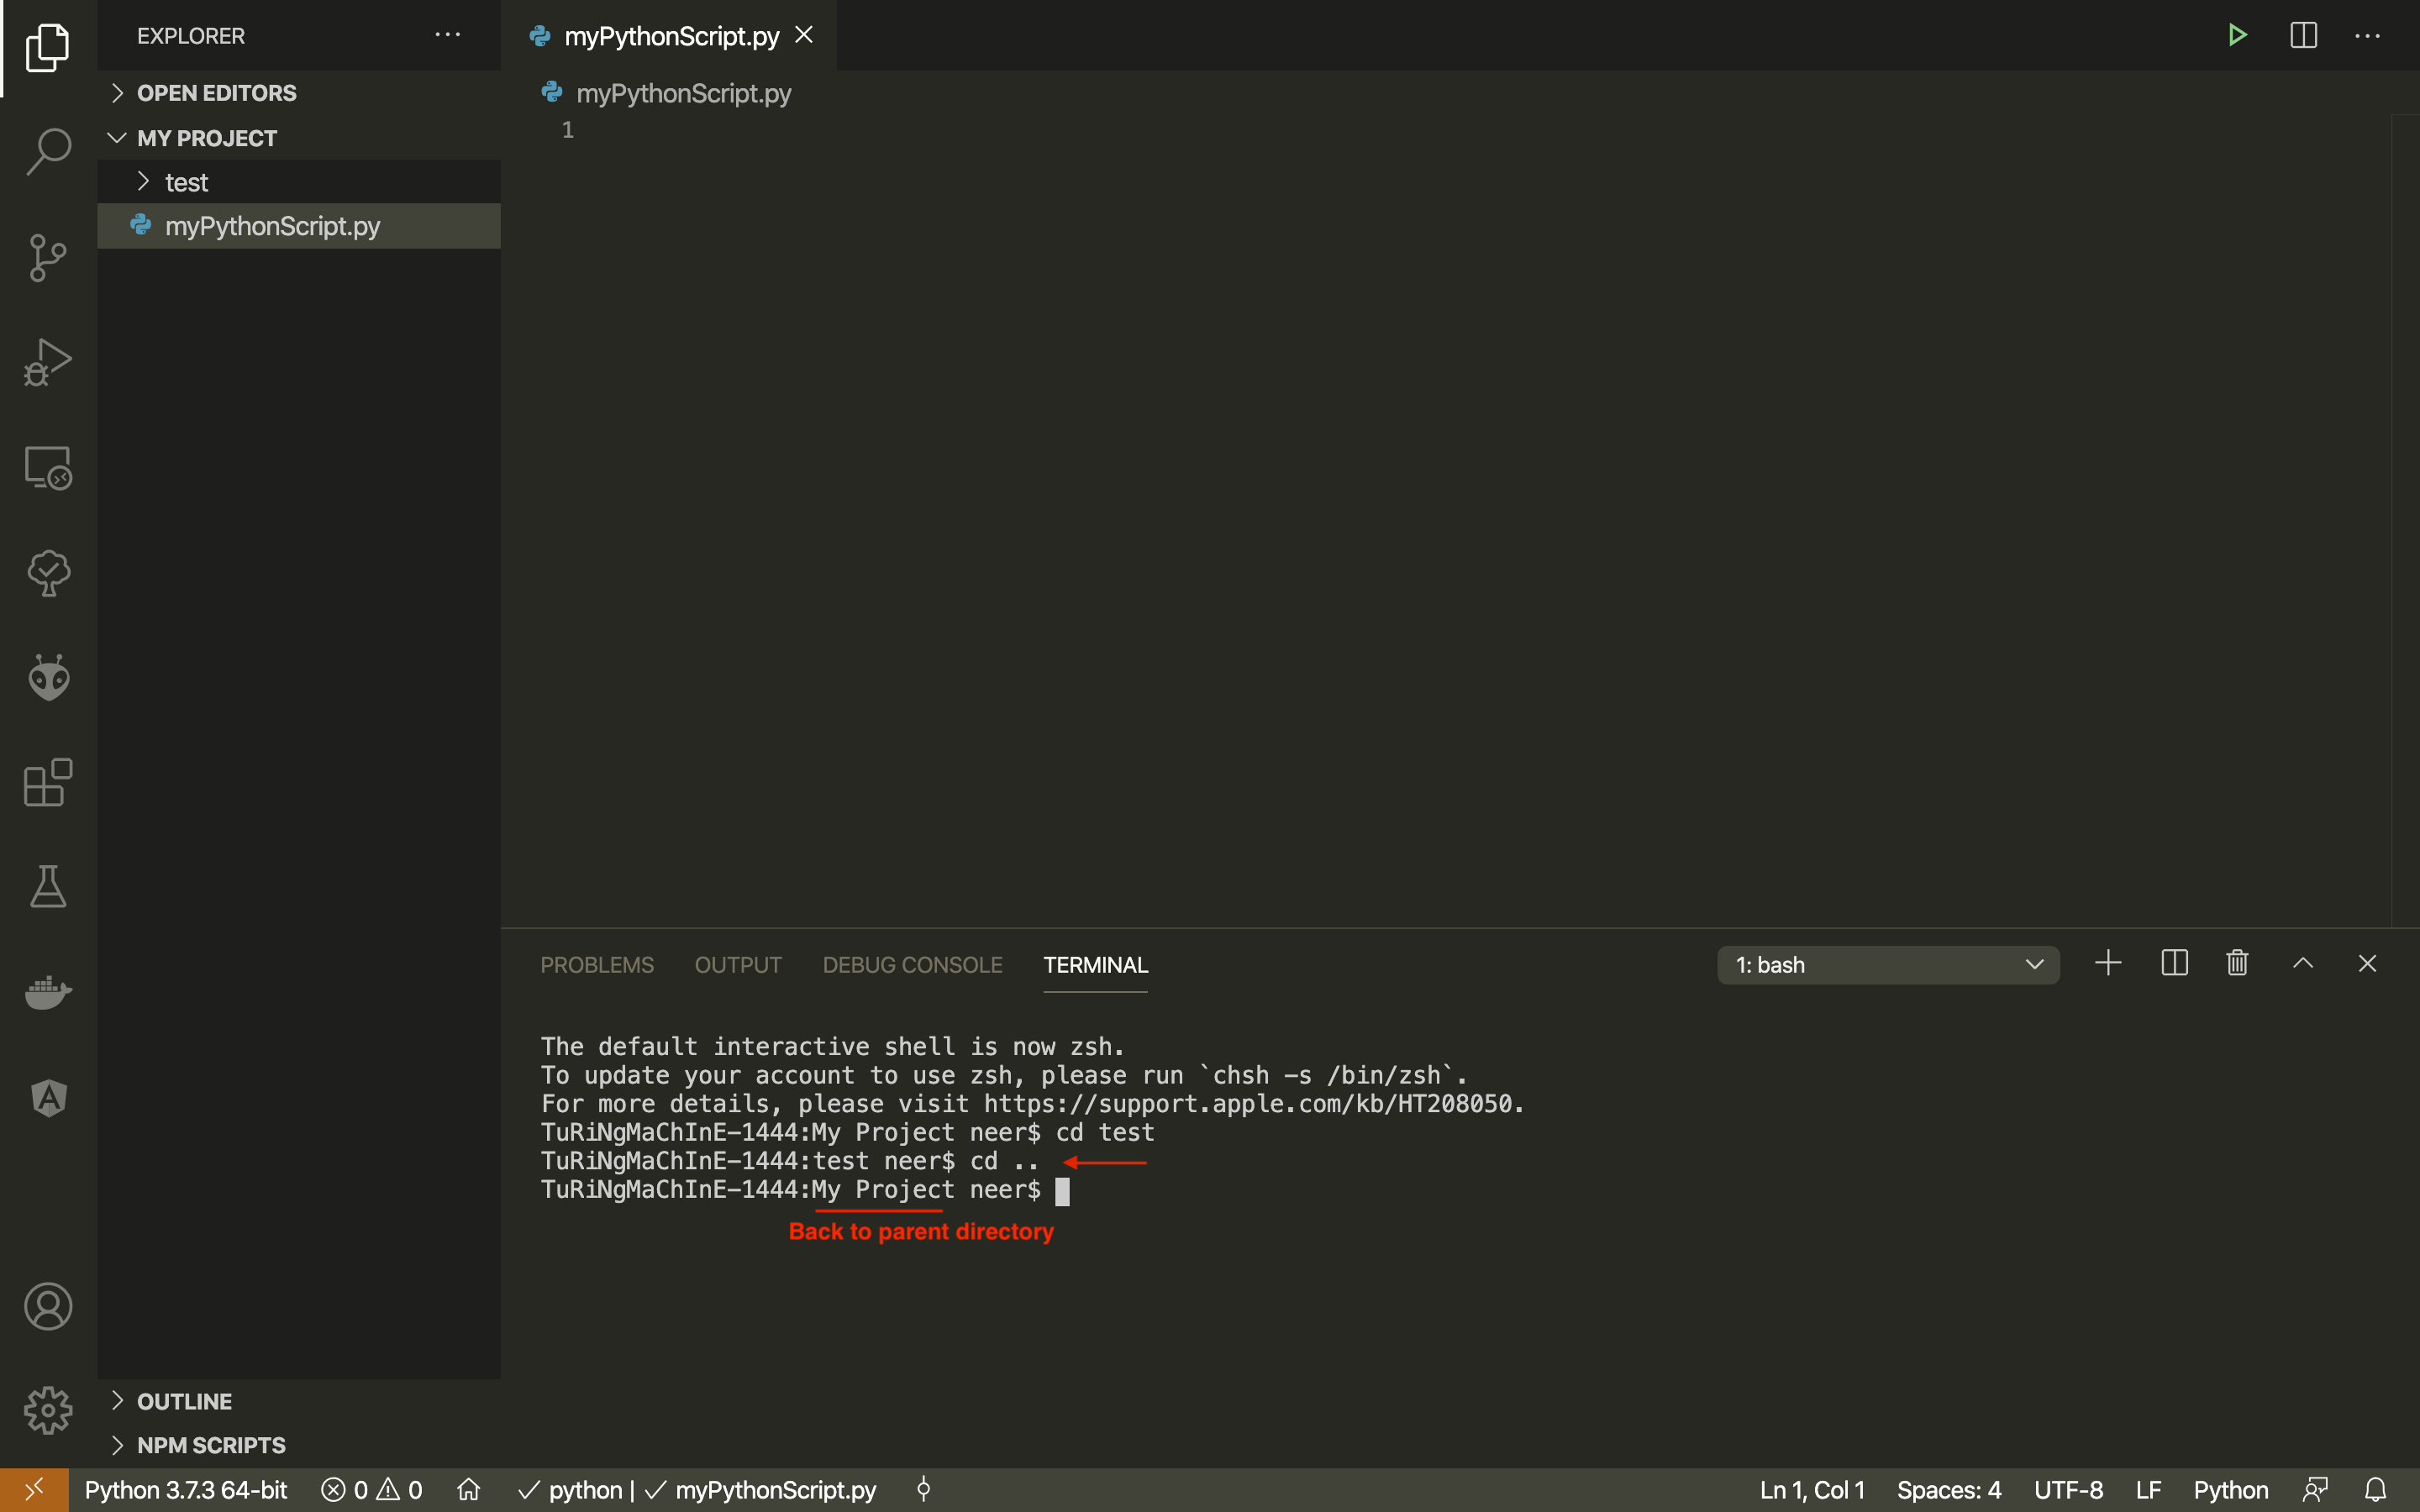 EXPLORER
OPEN EDITORS
MY PROJECT
test
myPythonScript.py
OUTLINE
NPM SCRIPTS
myPythonScript.py
myPythonScript.py
1
PROBLEMS OUTPUT DEBUG CONSOLE TERMINAL 1: bash
The default interactive shell is now zsh.
To update your account to use zsh, please run `chsh -s /bin/zsh`.
For more details, please visit https://support.apple.com/kb/HT208050.
TuRiNgMaChInE-1444:My Project neer$ cd test
TuRiNgMaChInE-1444:test neer$ cd ..
TuRiNgMaChInE-1444:My Project neer$
Back to parent directory
Python 3.7.3 64-bit 0 0 python | myPythonScript.py Ln 1, Col 1 Spaces: 4 UTF-8 LF Python